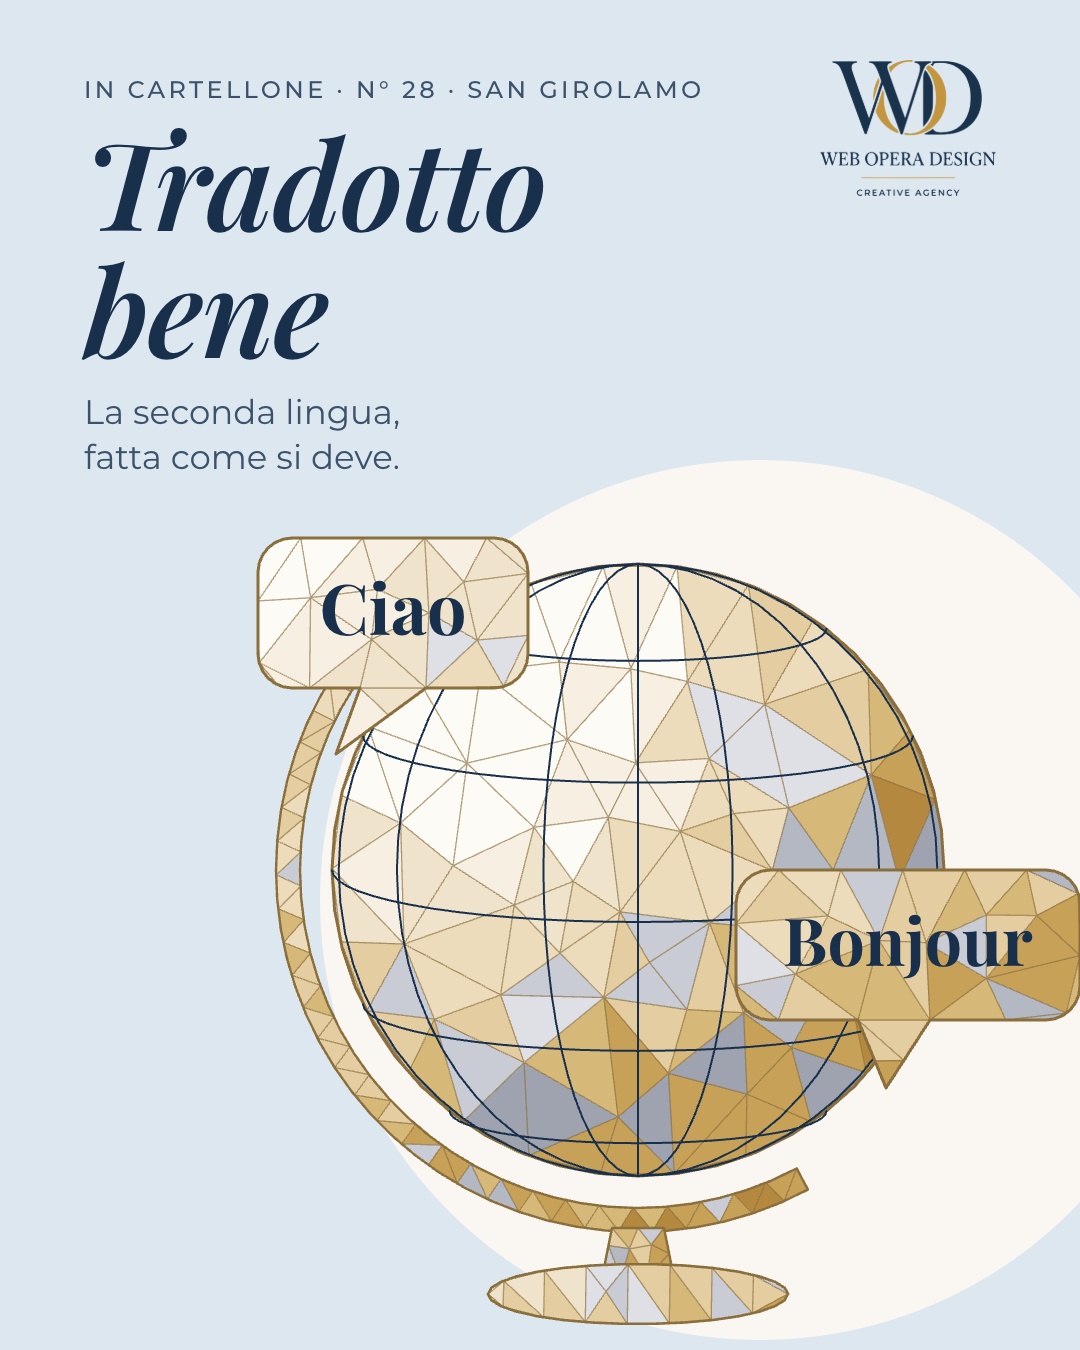 IN CARTELLONE · N° 28 · SAN GIROLAMO
WOD
WEB OPERA DESIGN
CREATIVE AGENCY
Tradotto
bene
La seconda lingua,
fatta come si deve.
Ciao
Bonjour